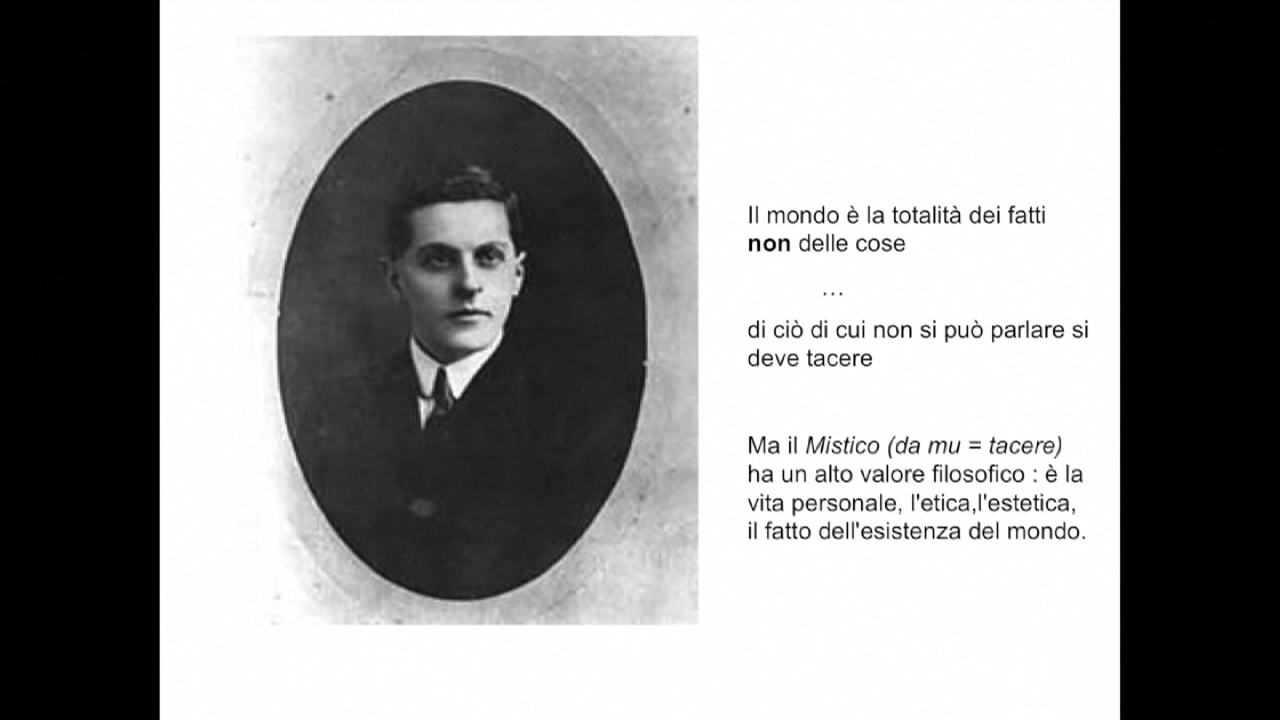 Il mondo è la totalità dei fatti
non delle cose
...
di ciò di cui non si può parlare si
deve tacere
Ma il Mistico (da mu = tacere)
ha un alto valore filosofico : è la
vita personale, l'etica,l'estetica,
il fatto dell'esistenza del mondo.